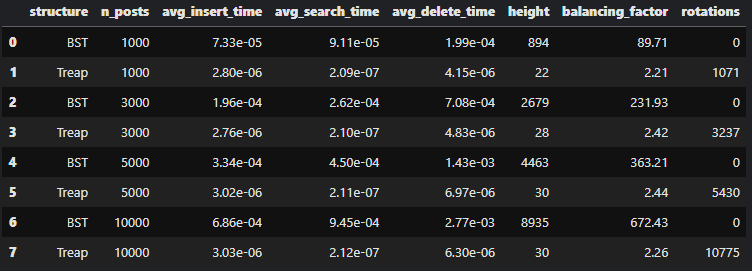 structure n_posts avg_insert_time avg_search_time avg_delete_time height balancing_factor rotations
0 BST 1000 7.33e-05 9.11e-05 1.99e-04 894 89.71 0
1 Treap 1000 2.80e-06 2.09e-07 4.15e-06 22 2.21 1071
2 BST 3000 1.96e-04 2.62e-04 7.08e-04 2679 231.93 0
3 Treap 3000 2.76e-06 2.10e-07 4.83e-06 28 2.42 3237
4 BST 5000 3.34e-04 4.50e-04 1.43e-03 4463 363.21 0
5 Treap 5000 3.02e-06 2.11e-07 6.97e-06 30 2.44 5430
6 BST 10000 6.86e-04 9.45e-04 2.77e-03 8935 672.43 0
7 Treap 10000 3.03e-06 2.12e-07 6.30e-06 30 2.26 10775